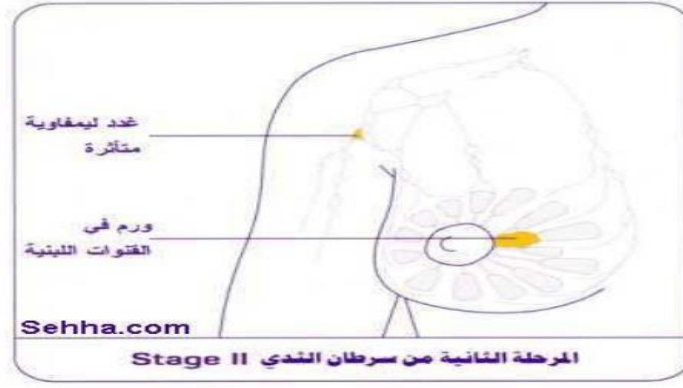 غدد ليمفاوية
متأثرة
ورم في
القنوات اللبنية
Sehha.com
المرحلة الثانية من سرطان الثدي Stage II